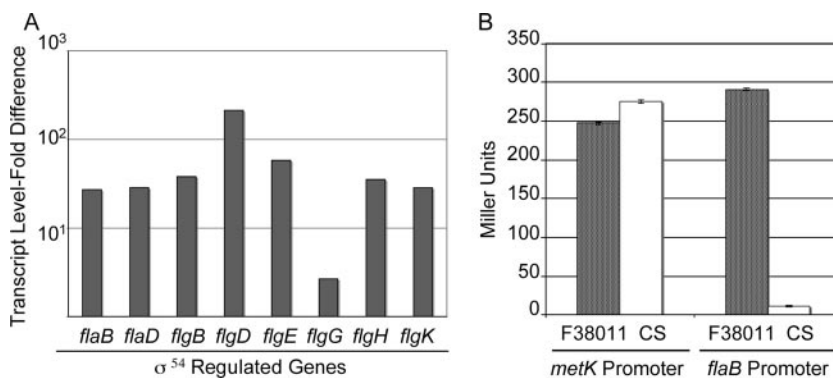 A
Transcript Level-Fold Difference
10³
10²
10¹
flaB flaD flgB flgD flgE flgG flgH flgK
σ⁵⁴ Regulated Genes
B
Miller Units
350
300
250
200
150
100
50
0
F38011 CS F38011 CS
metK Promoter flaB Promoter